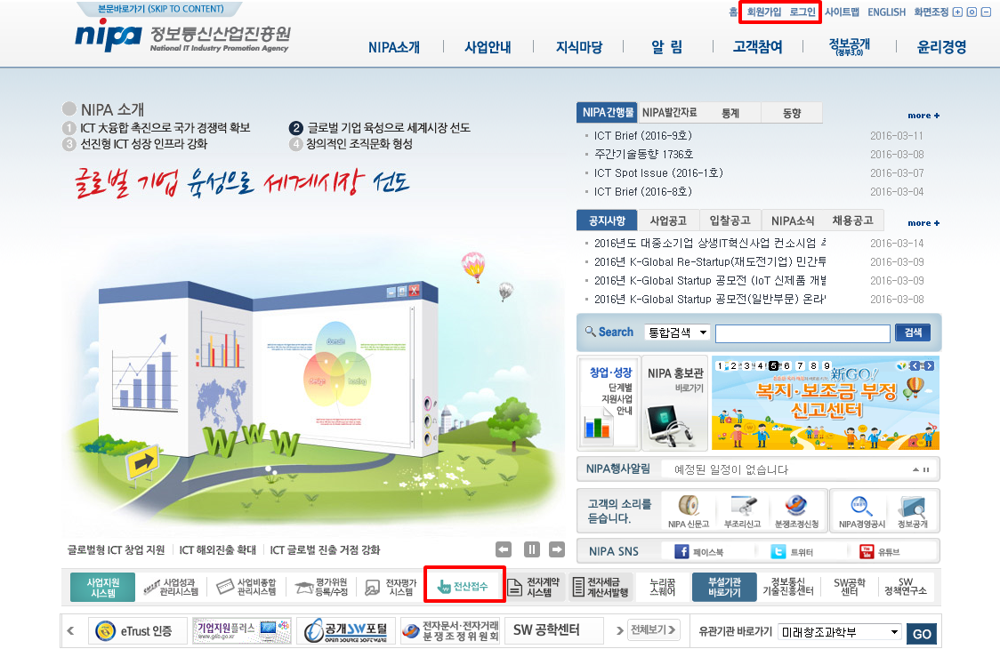 본문바로가기 (SKIP TO CONTENT)
홈 회원가입 로그인 사이트맵 ENGLISH 화면조정
nipa 정보통신산업진흥원
National IT Industry Promotion Agency
NIPA소개 사업안내 지식마당 알 림 고객참여 정보공개 윤리경영
(정부3.0)
NIPA 소개
1 ICT 大융합 촉진으로 국가 경쟁력 확보
2 글로벌 기업 육성으로 세계시장 선도
3 선진형 ICT 성장 인프라 강화
4 창의적인 조직문화 형성
글로벌 기업 육성으로 세계시장 선도
domain
design
hosting
WWW
글로벌형 ICT 창업 지원 ICT 해외진출 확대 ICT 글로벌 진출 거점 강화
NIPA간행물 NIPA발간자료 통계 동향 more +
ICT Brief (2016-9호) 2016-03-11
주간기술동향 1736호 2016-03-08
ICT Spot Issue (2016-1호) 2016-03-07
ICT Brief (2016-8호) 2016-03-04
공지사항 사업공고 입찰공고 NIPA소식 채용공고 more +
2016년도 대중소기업 상생IT혁신사업 컨소시엄 2016-03-14
2016년 K-Global Re-Startup(재도전기업) 민간투 2016-03-09
2016년 K-Global Startup 공모전 (IoT 신제품 개발 2016-03-09
2016년 K-Global Startup 공모전(일반부문) 온라 2016-03-08
Search 통합검색 검색
창업·성장
단계별
지원사업
안내
NIPA 홍보관
바로가기
1 2 3 4 5 6 7 8 9
新GO!
복지·보조금 부정
신고센터
NIPA행사알림 예정된 일정이 없습니다
고객의 소리를
듣습니다.
NIPA 신문고 부조리신고 분쟁조정신청 NIPA경영공시 정보공개
NIPA SNS 페이스북 트위터 유튜브
사업지원
시스템
사업성과
관리시스템
사업비종합
관리시스템
평가위원
등록/수정
전자평가
시스템
전산접수
전자계약
시스템
전자세금
계산서발행
누리꿈
스퀘어
부설기관
바로가기
정보통신
기술진흥센터
SW공학
센터
SW
정책연구소
eTrust 인증
기업지원플러스
www.g4b.go.kr
공개SW포털
OPEN SOURCE SOFTWARE
전자문서·전자거래
분쟁조정위원회
SW 공학센터
전체보기
유관기관 바로가기 미래창조과학부 GO